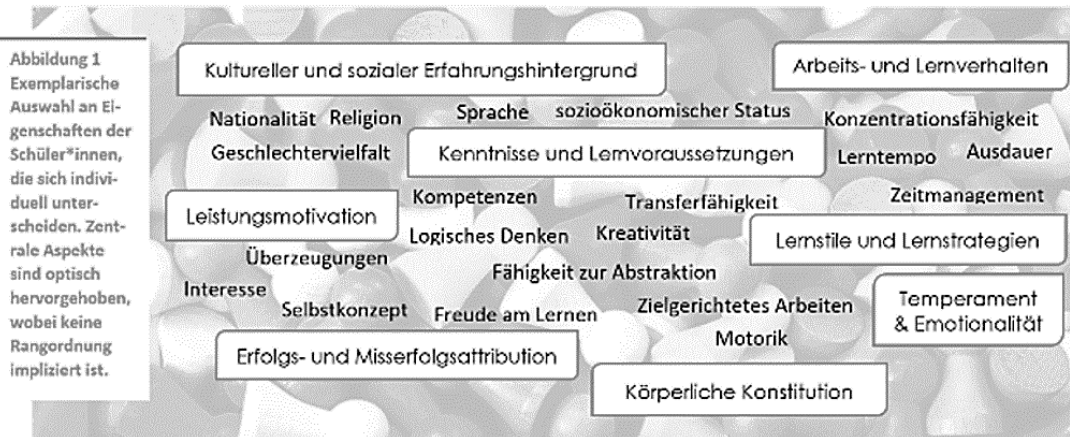 Abbildung 1
Exemplarische
Auswahl an Ei-
genschaften der
Schüler*innen,
die sich indivi-
duell unter-
scheiden. Zent-
rale Aspekte
sind optisch
hervorgehoben,
wobei keine
Rangordnung
impliziert ist.
Kultureller und sozialer Erfahrungshintergrund
Arbeits- und Lernverhalten
Nationalität Religion Sprache sozioökonomischer Status
Konzentrationsfähigkeit
Geschlechtervielfalt
Kenntnisse und Lernvoraussetzungen
Lerntempo Ausdauer
Kompetenzen
Transferfähigkeit
Zeitmanagement
Leistungsmotivation
Logisches Denken Kreativität
Lernstile und Lernstrategien
Überzeugungen
Fähigkeit zur Abstraktion
Interesse
Selbstkonzept
Freude am Lernen
Zielgerichtetes Arbeiten
Temperament
& Emotionalität
Motorik
Erfolgs- und Misserfolgsattribution
Körperliche Konstitution